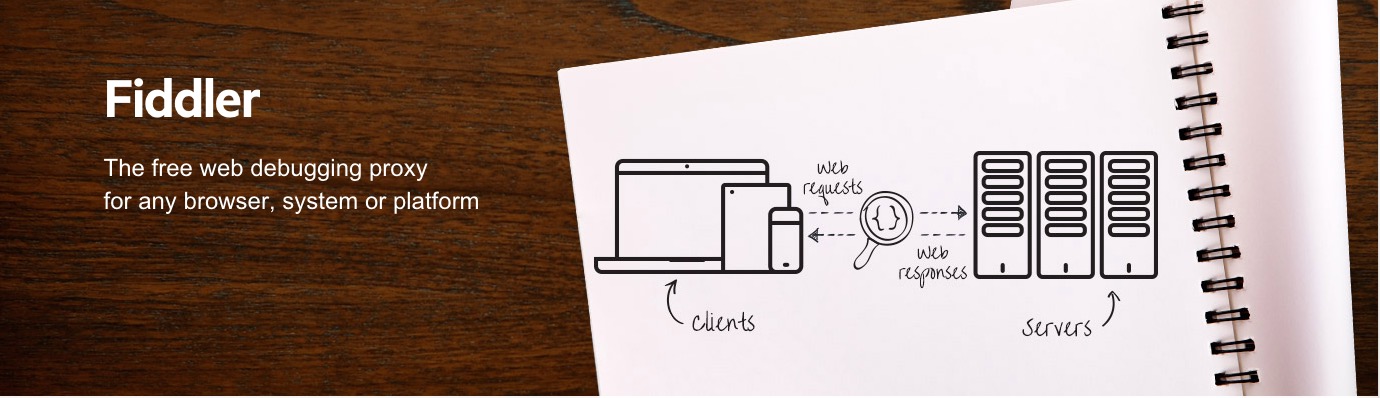 Fiddler
The free web debugging proxy
for any browser, system or platform
Web
requests
{}
Web
responses
Clients
Servers